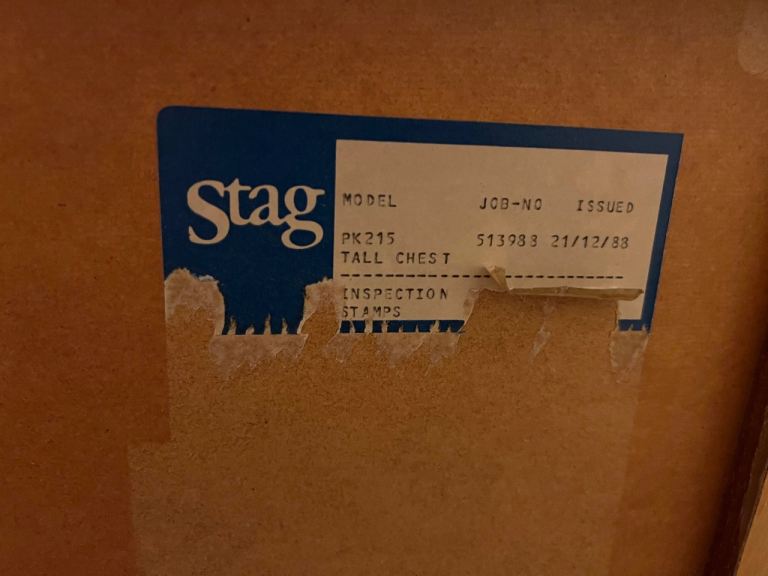 Stag
MODEL JOB-NO ISSUED
PK215 513988 21/12/88
TALL CHEST
INSPECTION
STAMPS